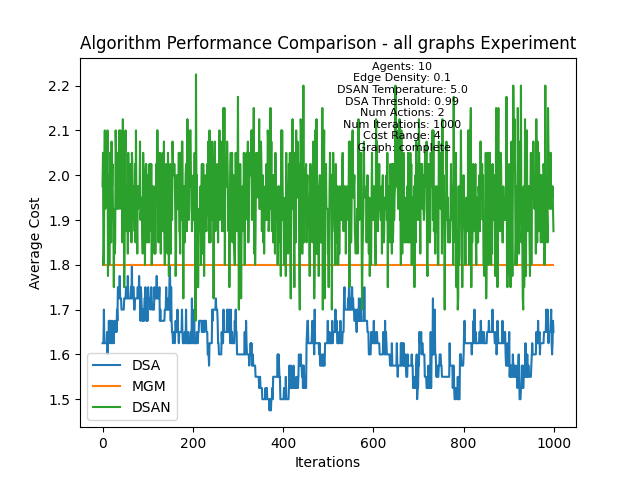 Algorithm Performance Comparison - all graphs Experiment
Agents: 10
Edge Density: 0.1
DSAN Temperature: 5.0
DSA Threshold: 0.99
Num Actions: 2
Num Iterations: 1000
Cost Range: 4
Graph: complete
Average Cost
2.2
2.1
2.0
1.9
1.8
1.7
1.6
1.5
DSA
MGM
DSAN
0
200
400
600
800
1000
Iterations